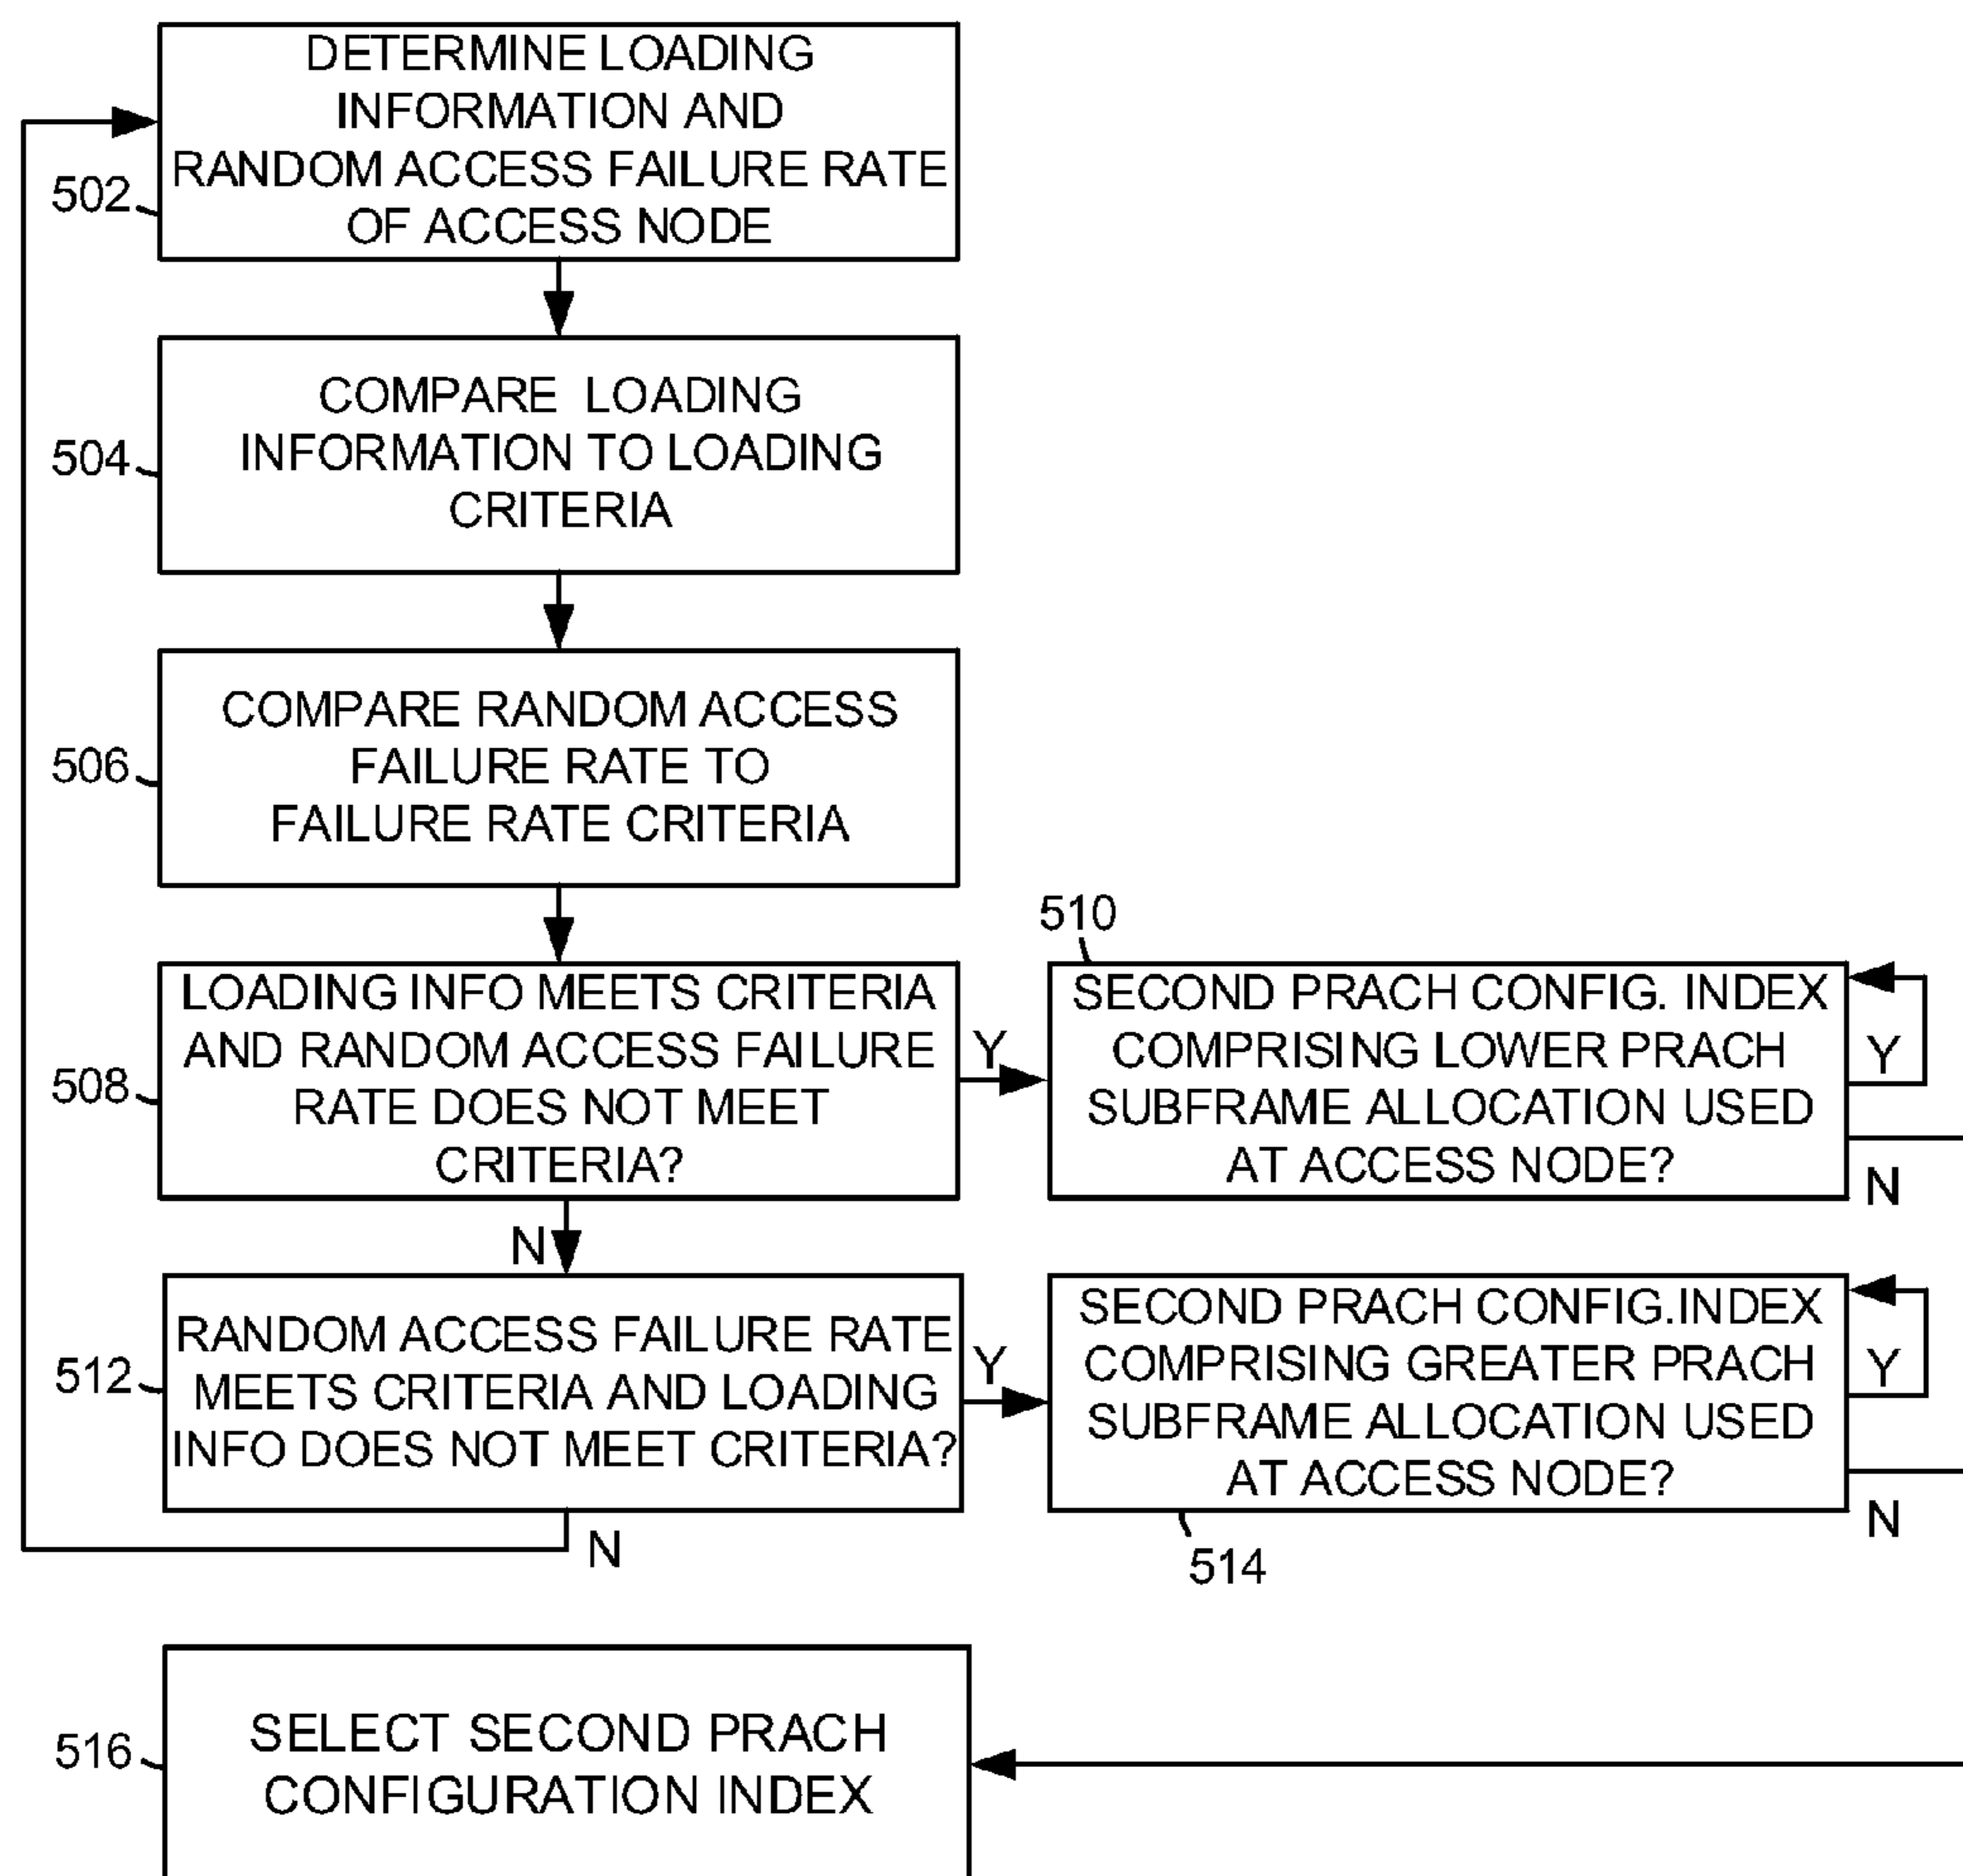 DETERMINE LOADING
INFORMATION AND
RANDOM ACCESS FAILURE RATE
OF ACCESS NODE
502
COMPARE LOADING
INFORMATION TO LOADING
CRITERIA
504
COMPARE RANDOM ACCESS
FAILURE RATE TO
FAILURE RATE CRITERIA
506
LOADING INFO MEETS CRITERIA
AND RANDOM ACCESS FAILURE
RATE DOES NOT MEET
CRITERIA?
508
Y
N
510
SECOND PRACH CONFIG. INDEX
COMPRISING LOWER PRACH
SUBFRAME ALLOCATION USED
AT ACCESS NODE?
Y
N
RANDOM ACCESS FAILURE RATE
MEETS CRITERIA AND LOADING
INFO DOES NOT MEET CRITERIA?
512
Y
N
SECOND PRACH CONFIG.INDEX
COMPRISING GREATER PRACH
SUBFRAME ALLOCATION USED
AT ACCESS NODE?
Y
N
514
SELECT SECOND PRACH
CONFIGURATION INDEX
516